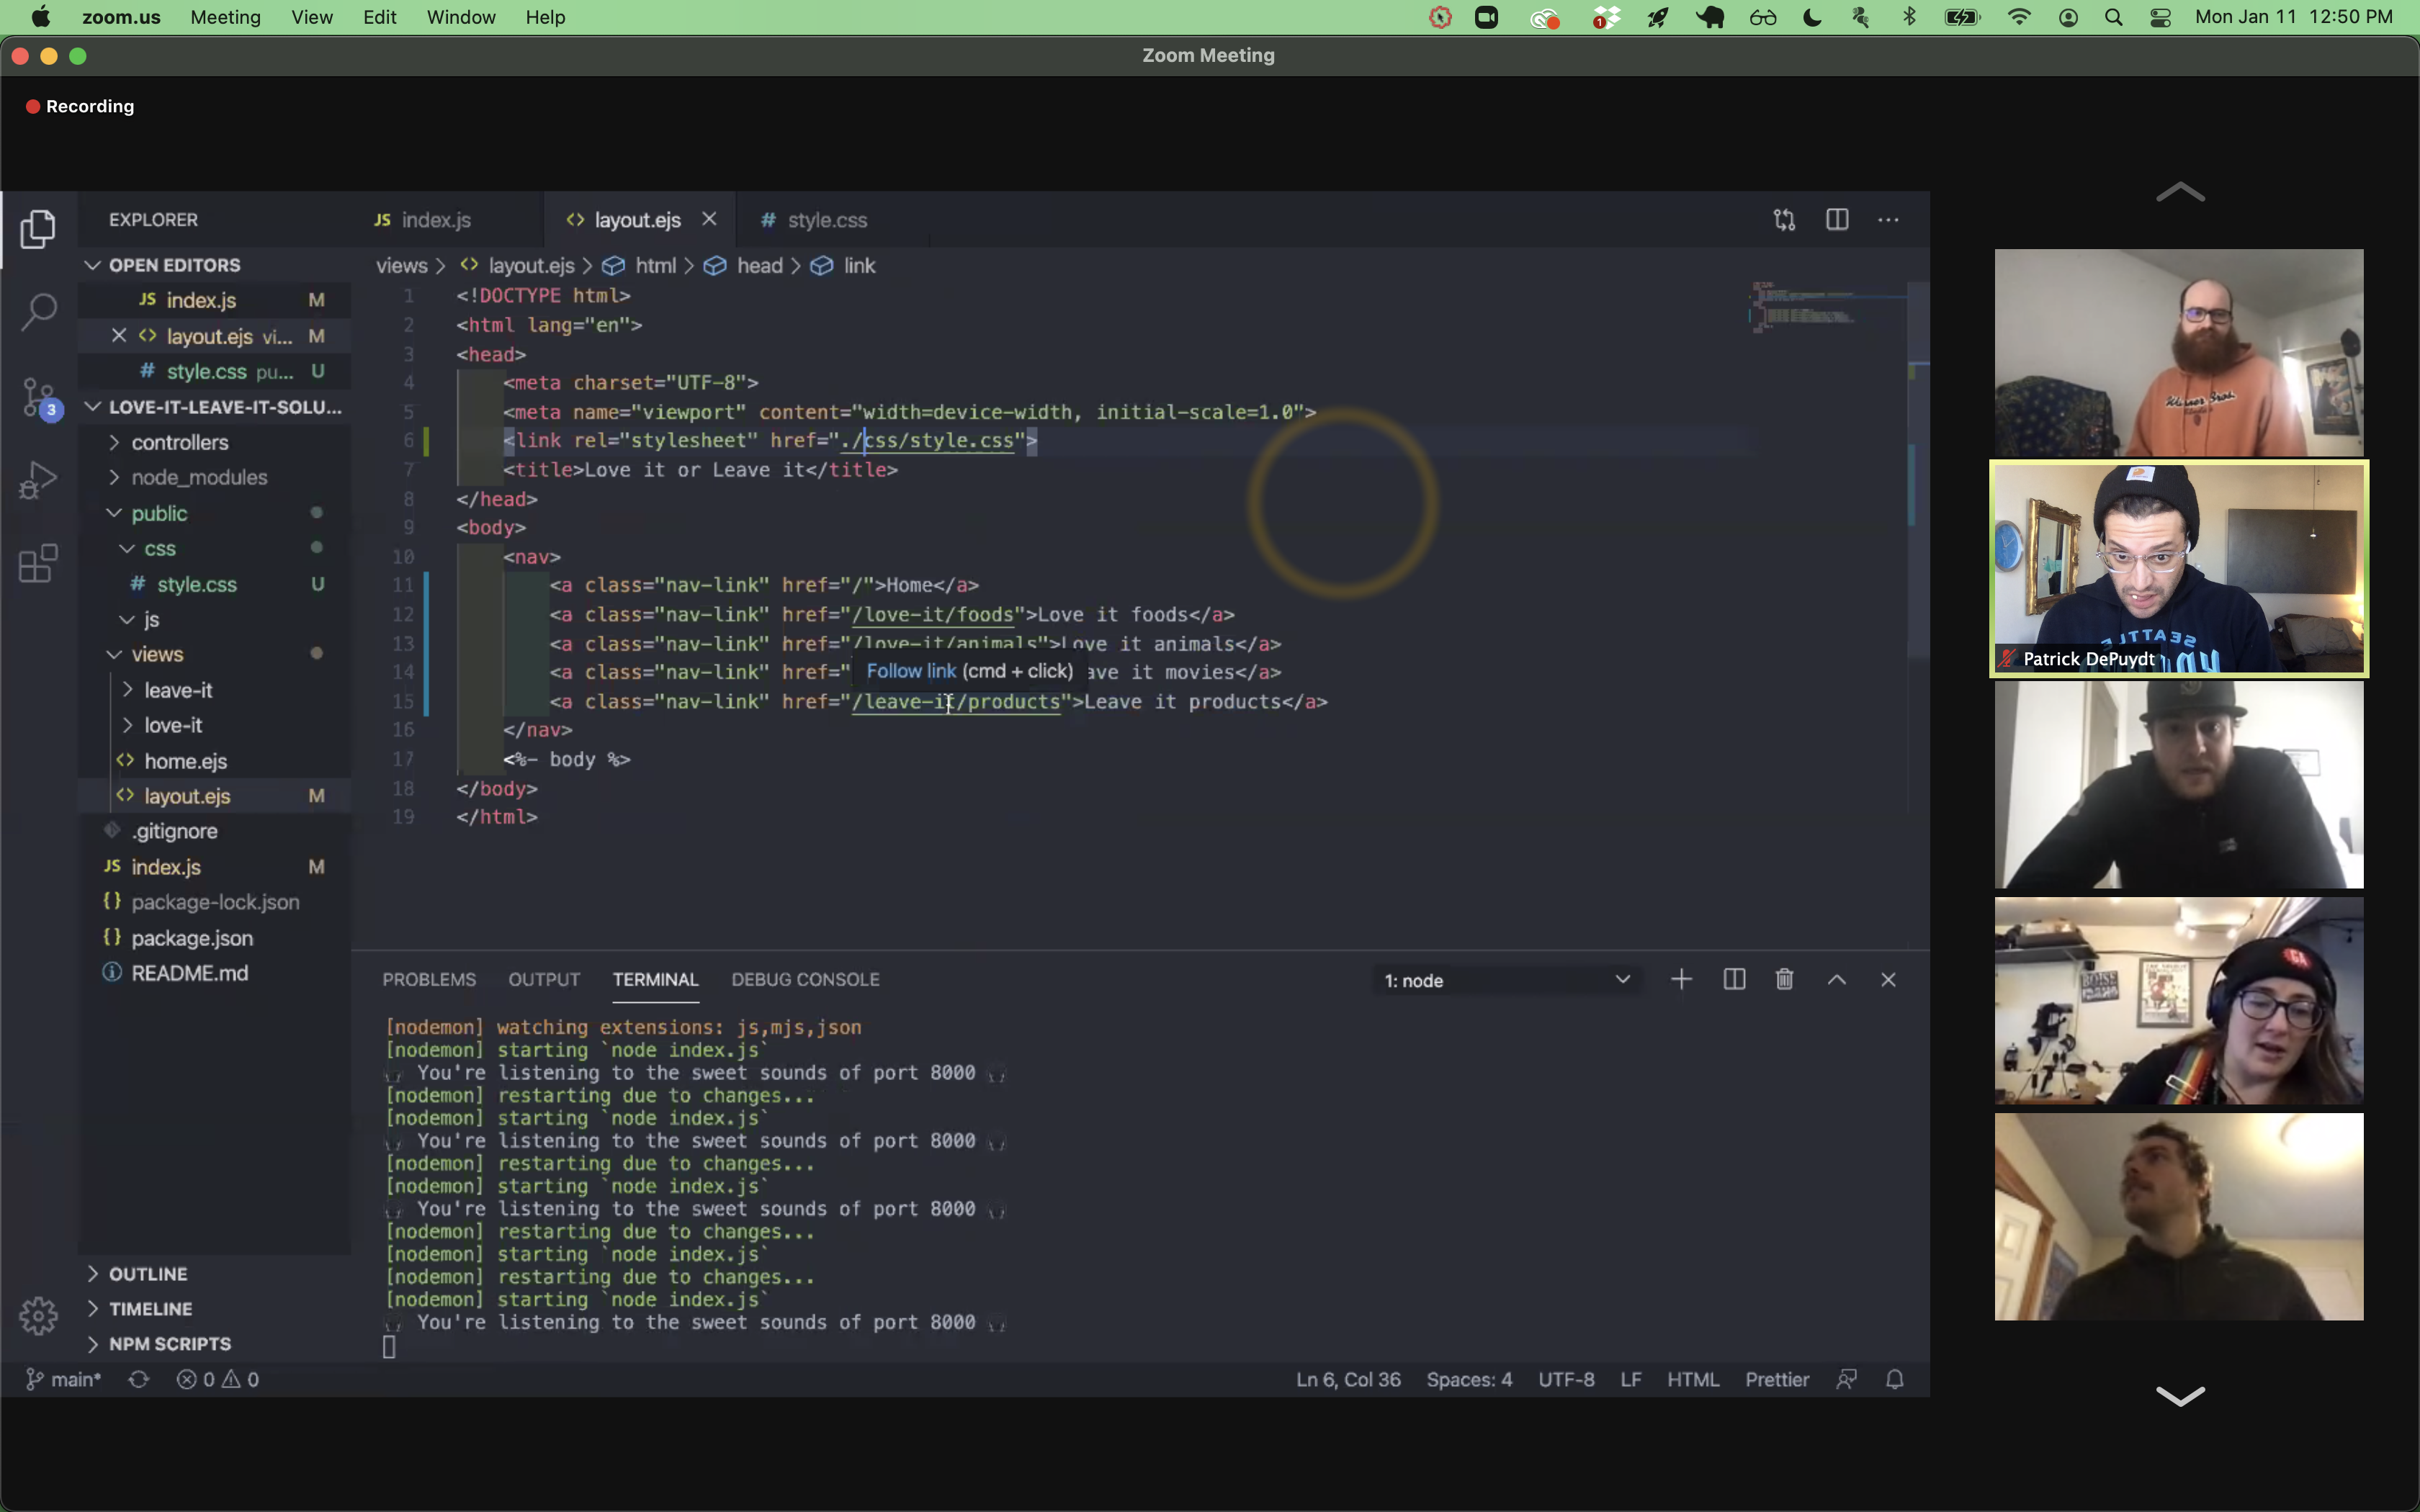 zoom.us Meeting View Edit Window Help
1
Mon Jan 11 12:50 PM
Zoom Meeting
Recording
EXPLORER
OPEN EDITORS
JS index.js M
layout.ejs vi... M
# style.css pu... U
3
LOVE-IT-LEAVE-IT-SOLU...
controllers
node_modules
public
css
# style.css U
js
views
leave-it
love-it
home.ejs
layout.ejs M
.gitignore
JS index.js M
{} package-lock.json
{} package.json
README.md
OUTLINE
TIMELINE
NPM SCRIPTS
JS index.js
<> layout.ejs
# style.css
views > <> layout.ejs > html > head > link
1 <!DOCTYPE html>
2 <html lang="en">
3 <head>
4 <meta charset="UTF-8">
5 <meta name="viewport" content="width=device-width, initial-scale=1.0">
6 <link rel="stylesheet" href="./css/style.css">
7 <title>Love it or Leave it</title>
8 </head>
9 <body>
10 <nav>
11 <a class="nav-link" href="/">Home</a>
12 <a class="nav-link" href="/love-it/foods">Love it foods</a>
13 <a class="nav-link" href="/love-it/animals">Love it animals</a>
14 <a class="nav-link" href=" ave it movies</a>
Follow link (cmd + click)
15 <a class="nav-link" href="/leave-it/products">Leave it products</a>
16 </nav>
17 <%- body %>
18 </body>
19 </html>
PROBLEMS OUTPUT TERMINAL DEBUG CONSOLE
1: node
[nodemon] watching extensions: js,mjs,json
[nodemon] starting `node index.js`
You're listening to the sweet sounds of port 8000
[nodemon] restarting due to changes...
[nodemon] starting `node index.js`
You're listening to the sweet sounds of port 8000
[nodemon] restarting due to changes...
[nodemon] starting `node index.js`
You're listening to the sweet sounds of port 8000
[nodemon] restarting due to changes...
[nodemon] starting `node index.js`
[nodemon] restarting due to changes...
[nodemon] starting `node index.js`
You're listening to the sweet sounds of port 8000
main* 0 0
Ln 6, Col 36 Spaces: 4 UTF-8 LF HTML Prettier
Bros.
SEATTLE
Patrick DePuydt